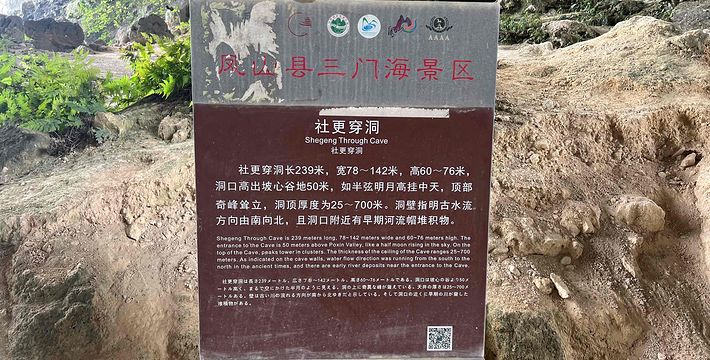 AAAA
凤山县三门海景区
社更穿洞
Shegeng Through Cave
社更穿洞
社更穿洞长239米，宽78～142米，高60～76米，
洞口高出坡心谷地50米，如半弦明月高挂中天，顶部
奇峰耸立，洞顶厚度为25～700米。洞壁指明古水流
方向由南向北，且洞口附近有早期河流帽堆积物。
Shegeng Through Cave is 239 meters long, 78~142 meters wide and 60~76 meters high. The
entrance to the Cave is 50 meters above Poxin Valley, like a half moon rising in the sky. On the
top of the Cave, peaks tower in clusters. The thickness of the ceiling of the Cave ranges 25~700
meters. As indicated on the cave walls, water flow direction was running from the south to the
north in the ancient times, and there are early river deposits near the entrance to the Cave.